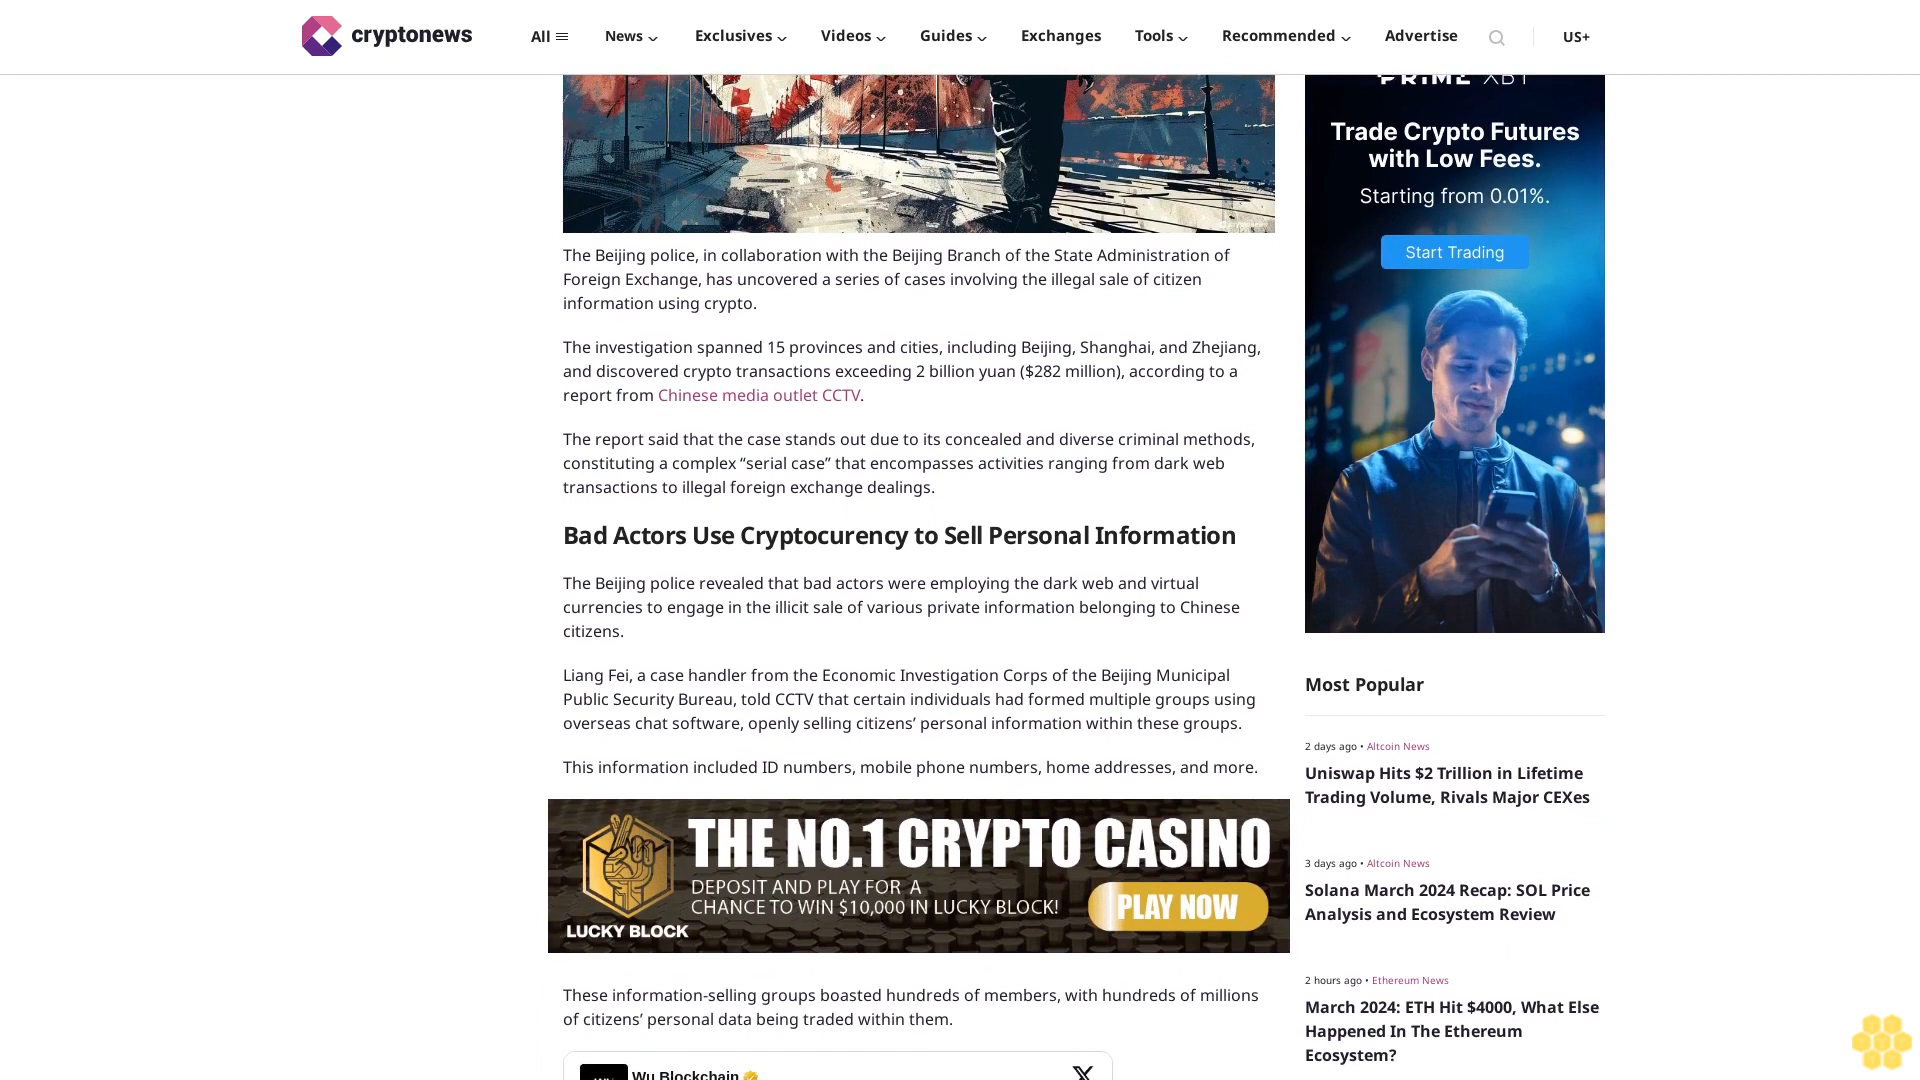 cryptonews
All
News
Exclusives
Videos
Guides
Exchanges
Tools
Recommended
Advertise
US+
PRIME XBT
Trade Crypto Futures
with Low Fees.
Starting from 0.01%.
Start Trading
The Beijing police, in collaboration with the Beijing Branch of the State Administration of
Foreign Exchange, has uncovered a series of cases involving the illegal sale of citizen
information using crypto.
The investigation spanned 15 provinces and cities, including Beijing, Shanghai, and Zhejiang,
and discovered crypto transactions exceeding 2 billion yuan ($282 million), according to a
report from Chinese media outlet CCTV.
The report said that the case stands out due to its concealed and diverse criminal methods,
constituting a complex “serial case” that encompasses activities ranging from dark web
transactions to illegal foreign exchange dealings.
Bad Actors Use Cryptocurency to Sell Personal Information
The Beijing police revealed that bad actors were employing the dark web and virtual
currencies to engage in the illicit sale of various private information belonging to Chinese
citizens.
Liang Fei, a case handler from the Economic Investigation Corps of the Beijing Municipal
Public Security Bureau, told CCTV that certain individuals had formed multiple groups using
overseas chat software, openly selling citizens’ personal information within these groups.
This information included ID numbers, mobile phone numbers, home addresses, and more.
THE NO.1 CRYPTO CASINO
DEPOSIT AND PLAY FOR A
CHANCE TO WIN $10,000 IN LUCKY BLOCK!
PLAY NOW
LUCKY BLOCK
These information-selling groups boasted hundreds of members, with hundreds of millions
of citizens’ personal data being traded within them.
Wu Blockchain
Most Popular
2 days ago • Altcoin News
Uniswap Hits $2 Trillion in Lifetime
Trading Volume, Rivals Major CEXes
3 days ago • Altcoin News
Solana March 2024 Recap: SOL Price
Analysis and Ecosystem Review
2 hours ago • Ethereum News
March 2024: ETH Hit $4000, What Else
Happened In The Ethereum
Ecosystem?